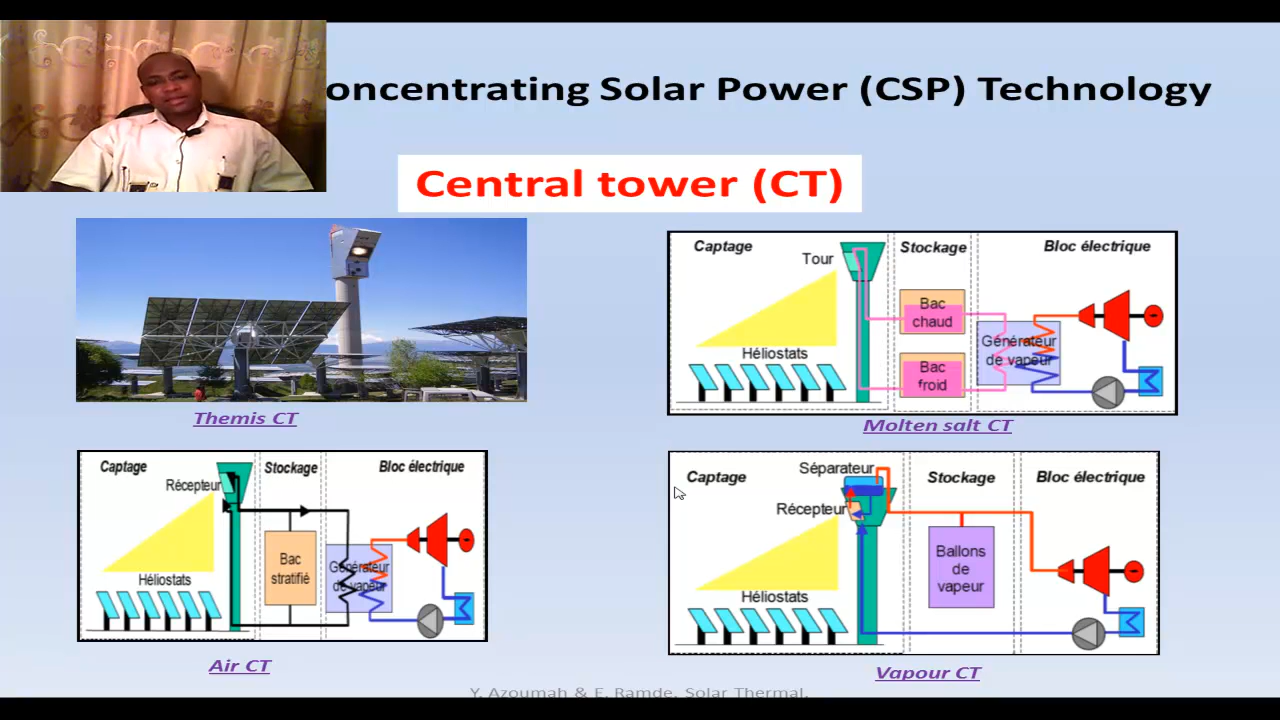 oncentrating Solar Power (CSP) Technology
Central tower (CT)
Themis CT
Captage
Stockage
Bloc électrique
Tour
Bac
chaud
Générateur
de vapeur
Héliostats
Bac
froid
Molten salt CT
Captage
Stockage
Bloc électrique
Récepteur
Bac
stratifié
Générateur
de vapeur
Héliostats
Air CT
Captage
Séparateur
Stockage
Bloc électrique
Récepteur
Ballons
de
vapeur
Héliostats
Vapour CT
Y. Azoumah & E. Ramde. Solar Thermal.